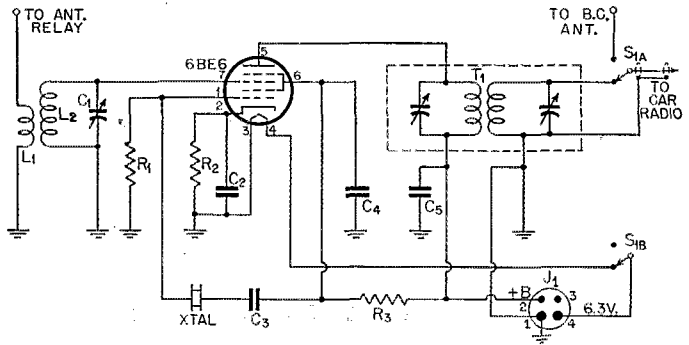 TO ANT.
RELAY
TO B.C.
ANT.
6BE6
5
7
6
1
2
3
4
T1
S1A
TO
CAR
RADIO
C1
L2
L1
R1
R2
C2
C4
C5
S1B
J1
+B
3
2
6.3V.
1
4
XTAL
C3
R3